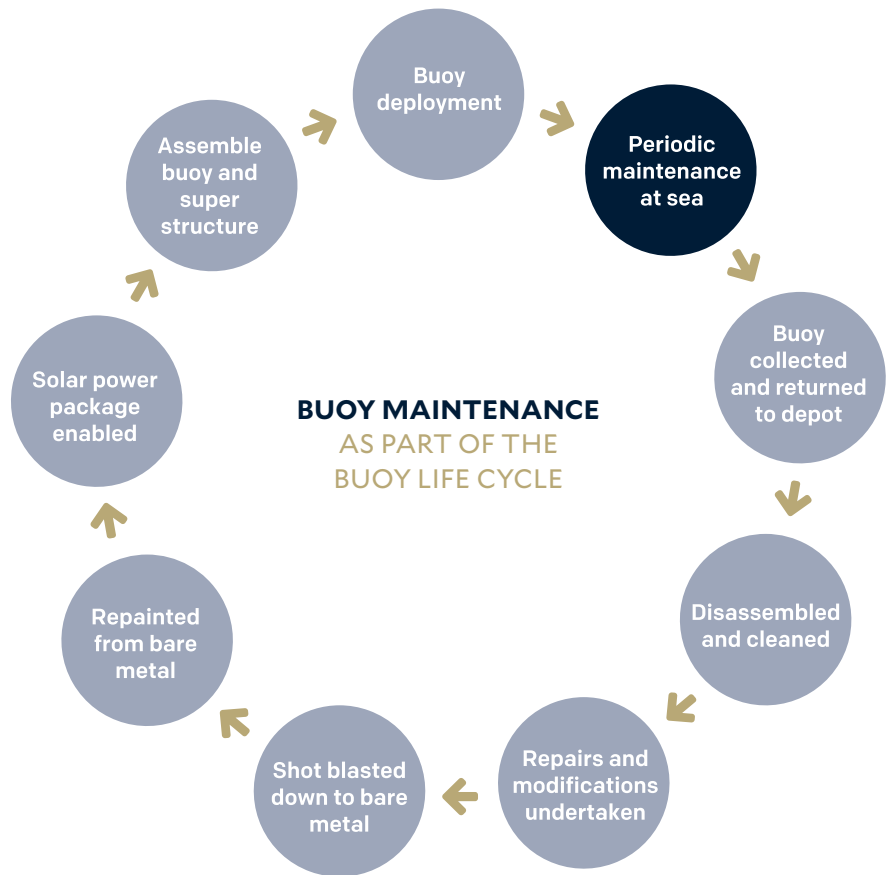 Buoy
deployment
Periodic
maintenance
at sea
Buoy
collected
and returned
to depot
Disassembled
and cleaned
Repairs and
modifications
undertaken
Shot blasted
down to bare
metal
Repainted
from bare
metal
Solar power
package
enabled
Assemble
buoy and
super
structure
BUOY MAINTENANCE
AS PART OF THE
BUOY LIFE CYCLE